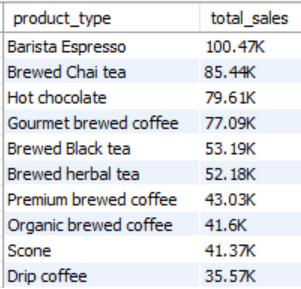 product_type total_sales
Barista Espresso 100.47K
Brewed Chai tea 85.44K
Hot chocolate 79.61K
Gourmet brewed coffee 77.09K
Brewed Black tea 53.19K
Brewed herbal tea 52.18K
Premium brewed coffee 43.03K
Organic brewed coffee 41.6K
Scone 41.37K
Drip coffee 35.57K